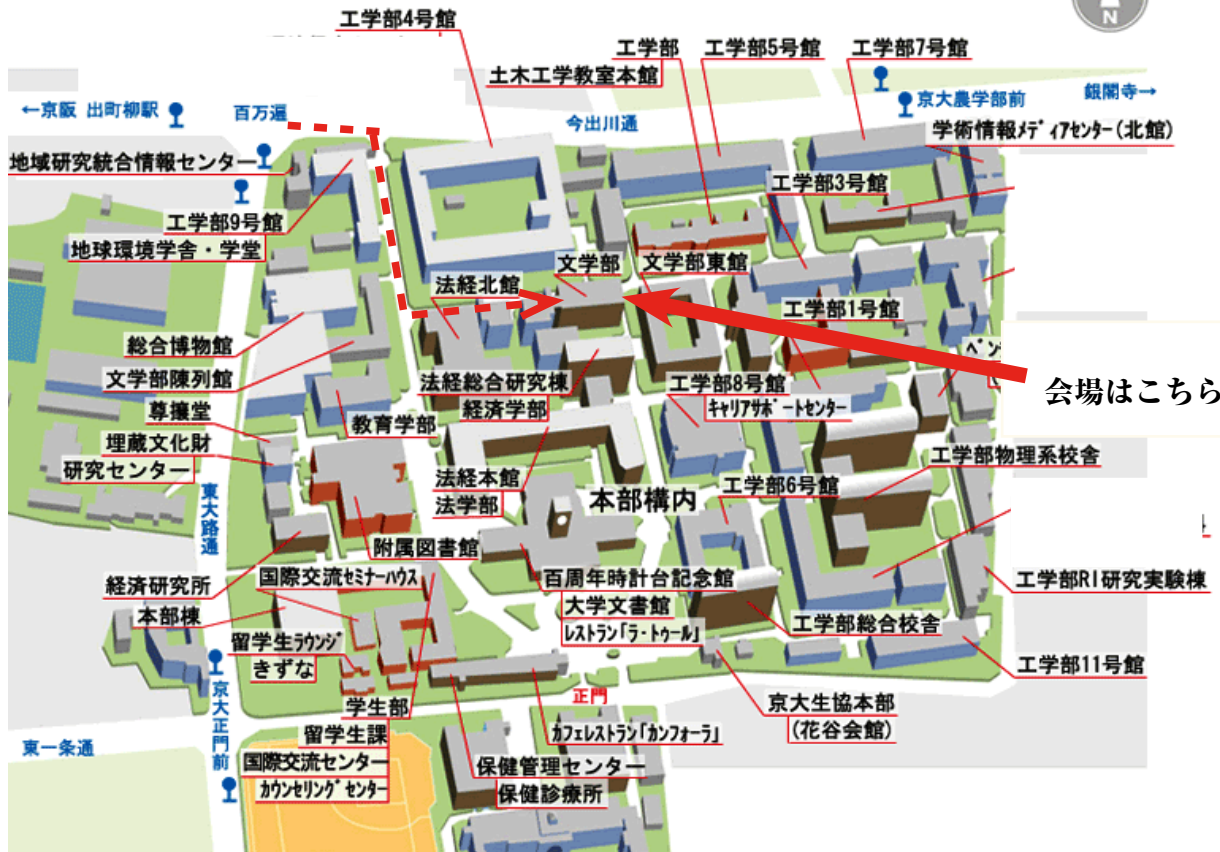 N
工学部4号館
工学部
工学部5号館
工学部7号館
土木工学教室本館
←京阪 出町柳駅
百万遍
今出川通
京大農学部前
銀閣寺→
学術情報メディアセンター(北館)
地域研究統合情報センター
工学部3号館
工学部9号館
地球環境学舎・学堂
文学部
文学部東館
法経北館
工学部1号館
総合博物館
文学部陳列館
法経総合研究棟
経済学部
工学部8号館
キャリアサポートセンター
会場はこちら
尊攘堂
教育学部
埋蔵文化財
研究センター
工学部物理系校舎
法経本館
法学部
本部構内
工学部6号館
東大路通
附属図書館
経済研究所
国際交流セミナーハウス
百周年時計台記念館
大学文書館
レストラン「ラ・トゥール」
工学部RI研究実験棟
本部棟
留学生ラウンジ
きずな
工学部総合校舎
工学部11号館
京大正門前
学生部
留学生課
国際交流センター
カウンセリングセンター
正門
カフェレストラン「カンフォーラ」
京大生協本部
(花谷会館)
東一条通
保健管理センター
保健診療所